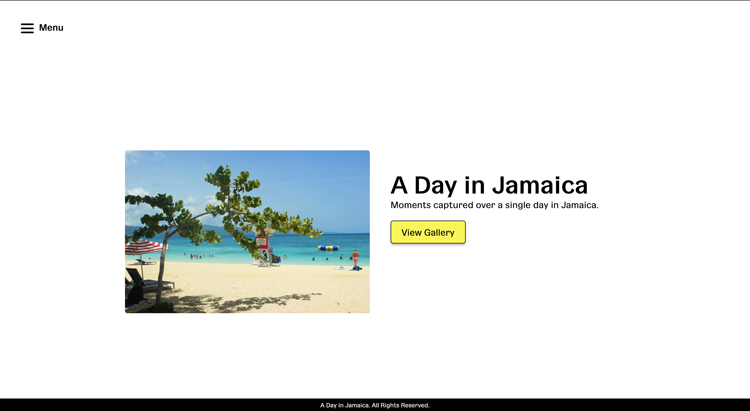 Menu
A Day in Jamaica
Moments captured over a single day in Jamaica.
View Gallery
A Day in Jamaica. All Rights Reserved.